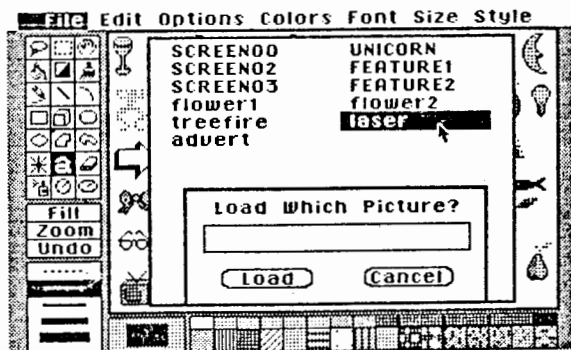 File Edit Options Colors Font Size Style
SCREEN00 UNICORN
SCREEN02 FEATURE1
SCREEN03 FEATURE2
flower1 flower2
treefire laser
advert
Load Which Picture?
Load Cancel
Fill
Zoom
Undo